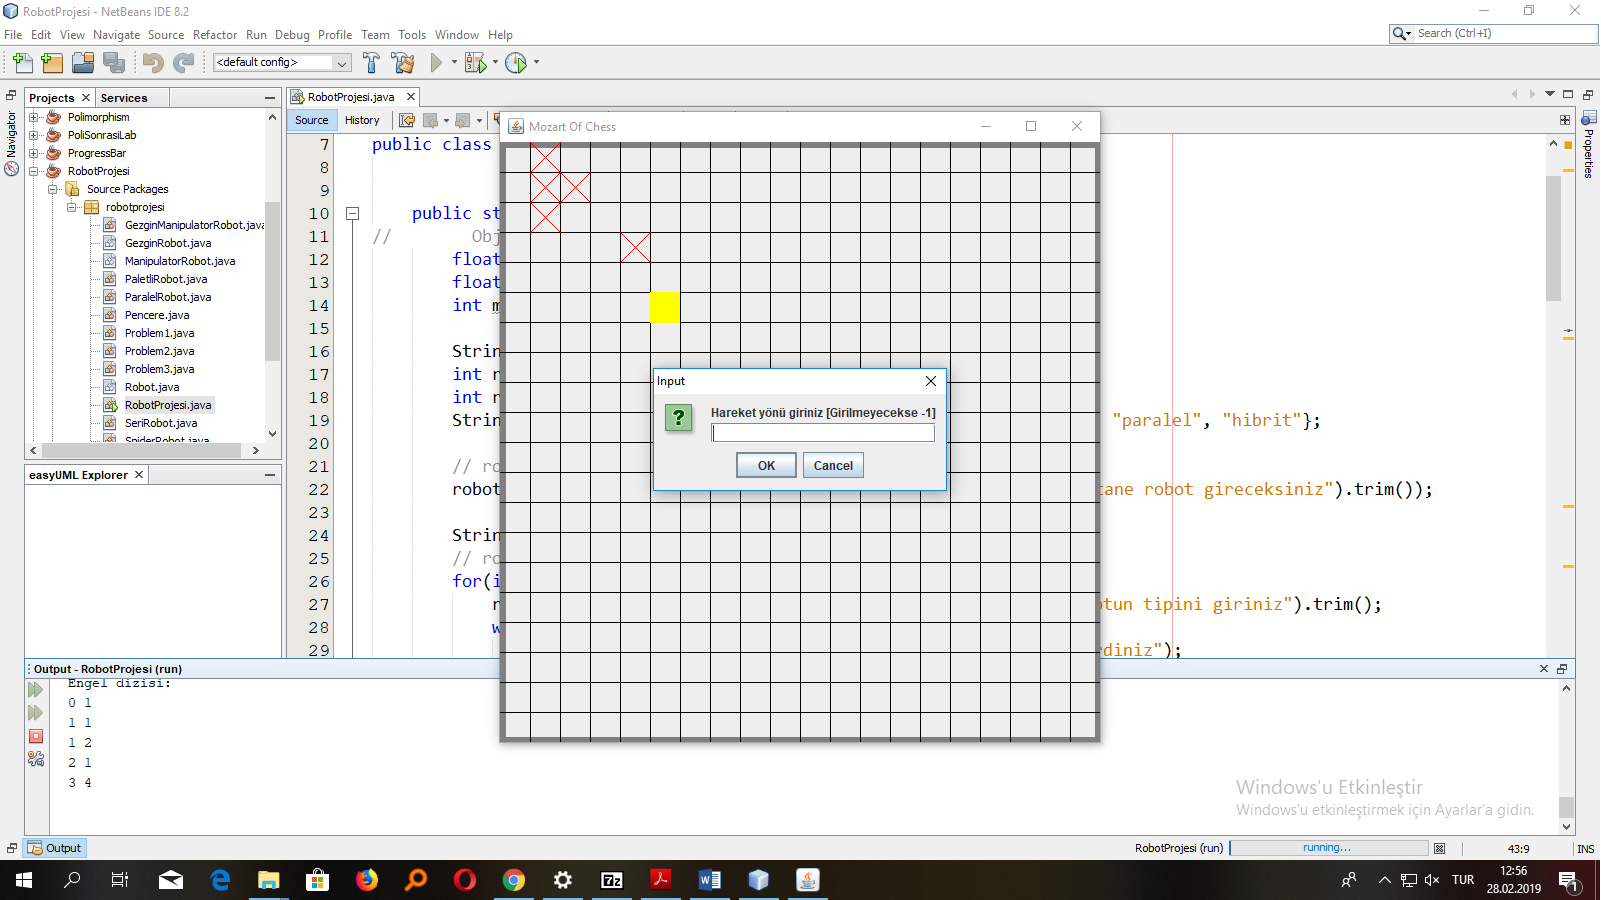 RobotProjesi - NetBeans IDE 8.2
File Edit View Navigate Source Refactor Run Debug Profile Team Tools Window Help
Search (Ctrl+I)
<default config>
Projects
Services
RobotProjesi.java
Navigator
Properties
Polimorphism
PoliSonrasiLab
ProgressBar
RobotProjesi
Source Packages
robotprojesi
GezginManipulatorRobot.java
GezginRobot.java
ManipulatorRobot.java
PaletliRobot.java
ParalelRobot.java
Pencere.java
Problem1.java
Problem2.java
Problem3.java
Robot.java
RobotProjesi.java
SeriRobot.java
SpiderRobot.java
easyUML Explorer
Source History
7 public class
8
9
10 public st
11 // Obj
12 float
13 float
14 int m
15
16 Strin
17 int r
18 int r
19 Strin "paralel", "hibrit"};
20
21 // ro
22 robot tane robot gireceksiniz").trim());
23
24 Strin
25 // ro
26 for(i
27 r otun tipini giriniz").trim();
28 w
29 rdiniz");
Mozart Of Chess
Input
Hareket yönü giriniz [Girilmeyecekse -1]
OK Cancel
Output - RobotProjesi (run)
Engel dizisi:
0 1
1 1
1 2
2 1
3 4
Windows'u Etkinleştir
Windows'u etkinleştirmek için Ayarlar'a gidin.
Output
RobotProjesi (run)
running...
43:9
INS
TUR
12:56
28.02.2019
1